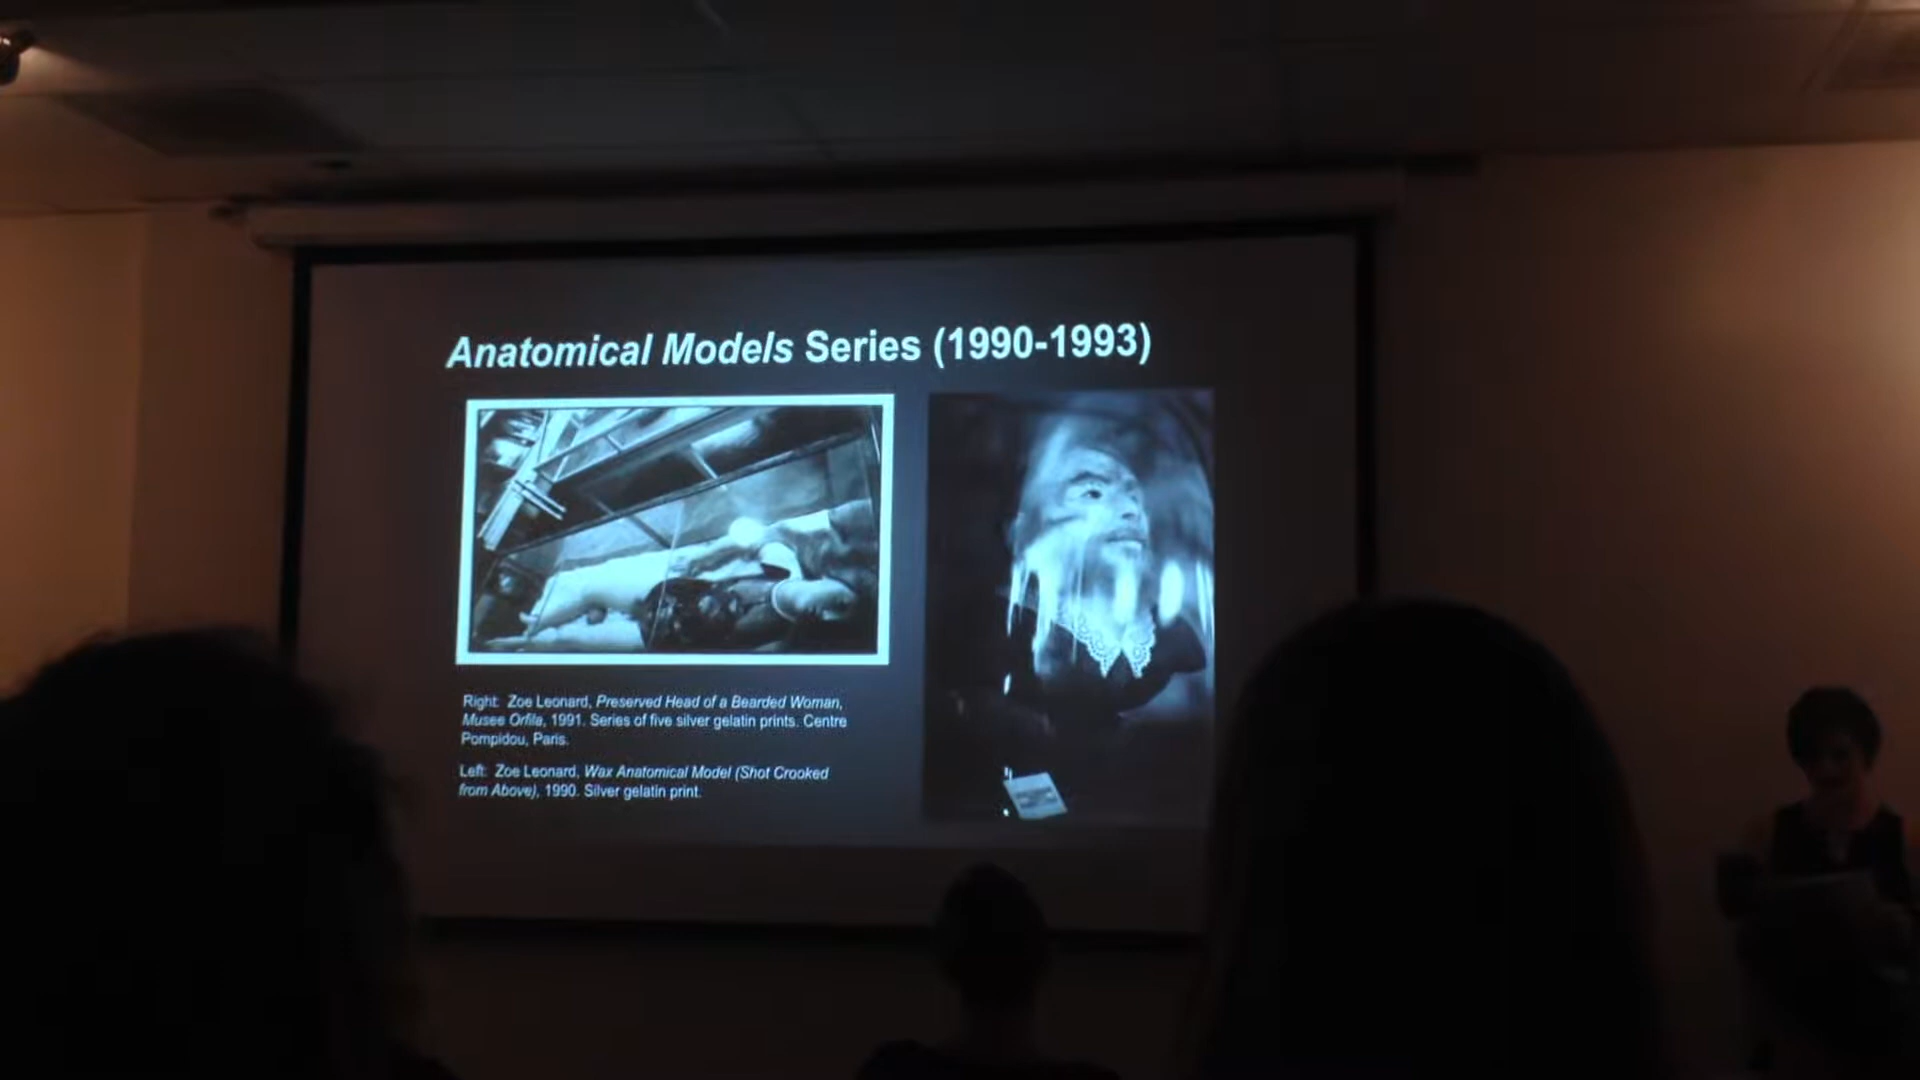 Anatomical Models Series (1990-1993)
Right: Zoe Leonard, Preserved Head of a Bearded Woman,
Musee Orfila, 1991. Series of five silver gelatin prints. Centre
Pompidou, Paris.
Left: Zoe Leonard, Wax Anatomical Model (Shot Crooked
from Above), 1990. Silver gelatin print.